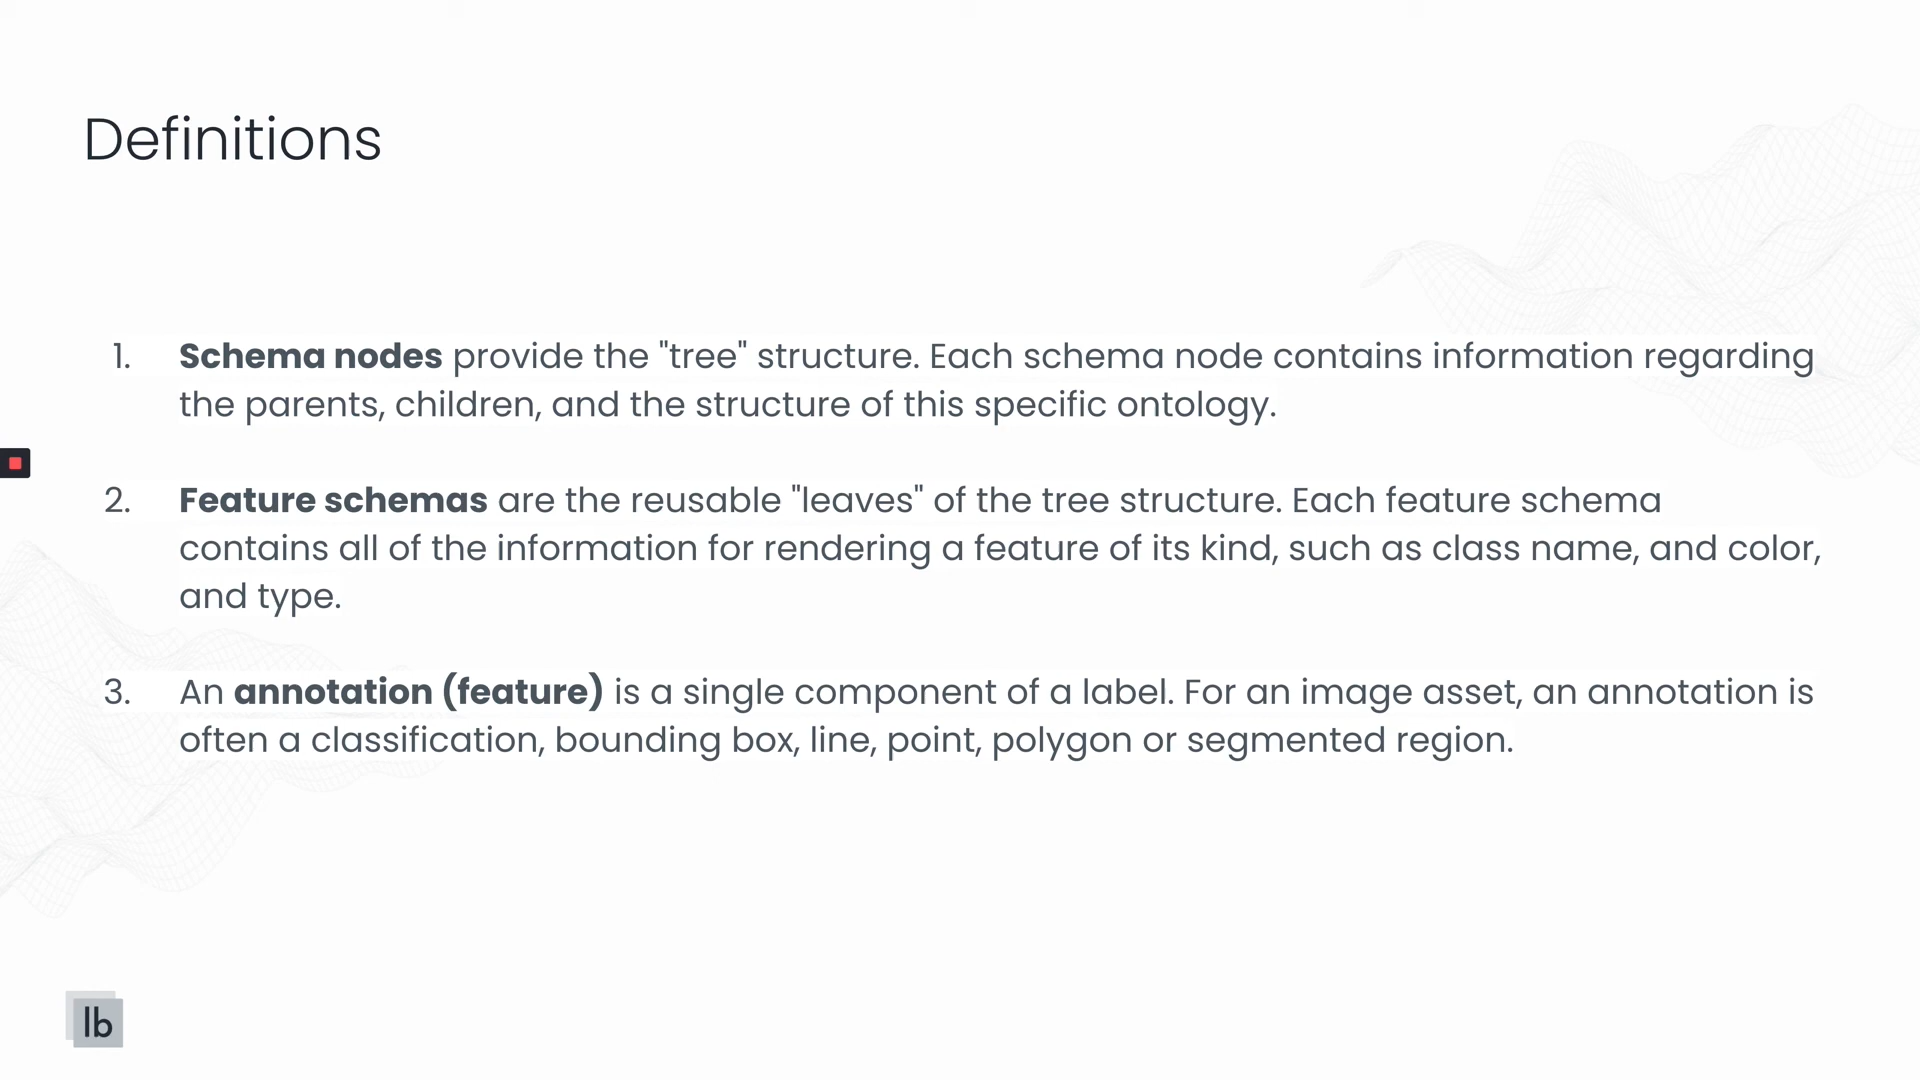 Definitions
1. Schema nodes provide the "tree" structure. Each schema node contains information regarding
the parents, children, and the structure of this specific ontology.
2. Feature schemas are the reusable "leaves" of the tree structure. Each feature schema
contains all of the information for rendering a feature of its kind, such as class name, and color,
and type.
3. An annotation (feature) is a single component of a label. For an image asset, an annotation is
often a classification, bounding box, line, point, polygon or segmented region.
lb